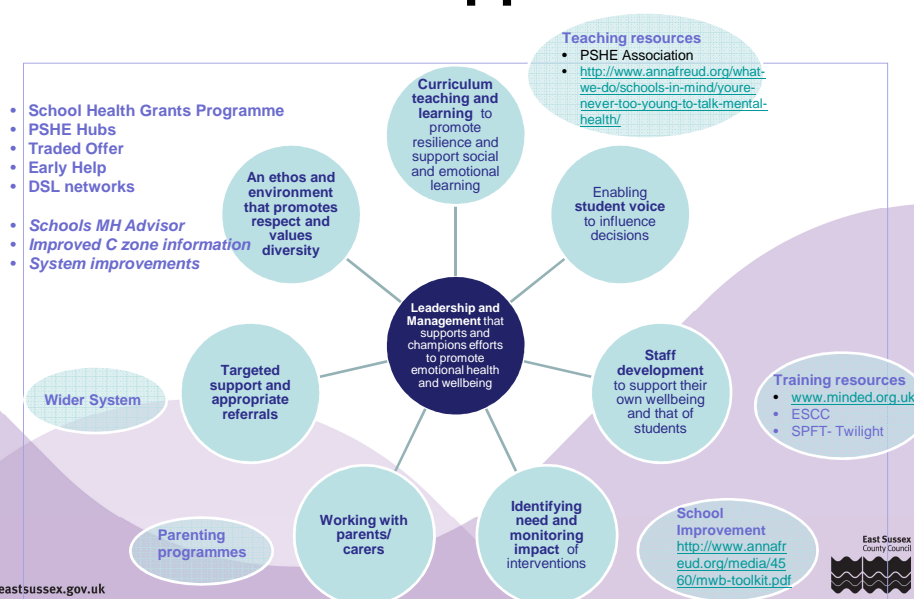 Teaching resources
• PSHE Association
• http://www.annafreud.org/what-
we-do/schools-in-mind/youre-
never-too-young-to-talk-mental-
health/
• School Health Grants Programme
• PSHE Hubs
• Traded Offer
• Early Help
• DSL networks
• Schools MH Advisor
• Improved C zone information
• System improvements
Curriculum
teaching and
learning to
promote
resilience and
support social
and emotional
learning
An ethos and
environment
that promotes
respect and
values
diversity
Enabling
student voice
to influence
decisions
Leadership and
Management that
supports and
champions efforts
to promote
emotional health
and wellbeing
Targeted
support and
appropriate
referrals
Staff
development
to support their
own wellbeing
and that of
students
Wider System
Training resources
• www.minded.org.uk
• ESCC
• SPFT- Twilight
Working with
parents/
carers
Identifying
need and
monitoring
impact of
interventions
Parenting
programmes
School
Improvement
http://www.annafr
eud.org/media/45
60/mwb-toolkit.pdf
East Sussex
County Council
eastsussex.gov.uk